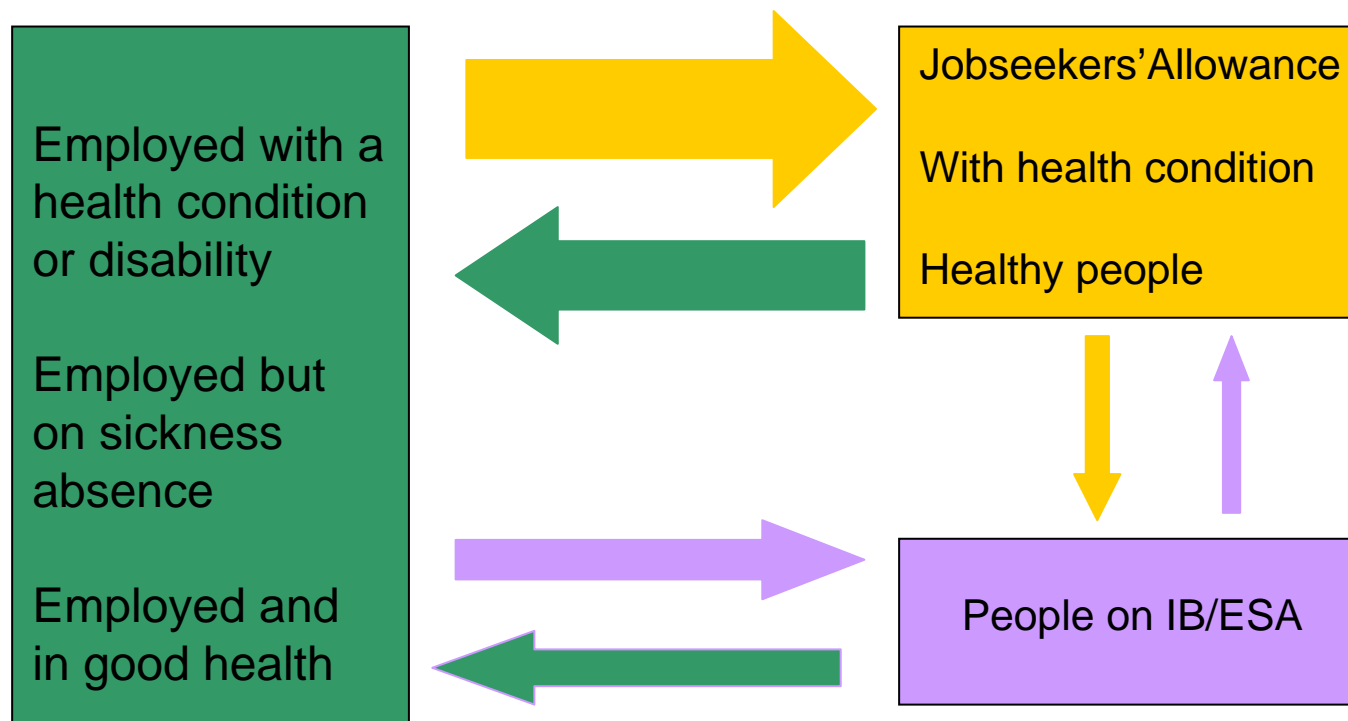 Employed with a
health condition
or disability
Employed but
on sickness
absence
Employed and
in good health
Jobseekers'Allowance
With health condition
Healthy people
People on IB/ESA